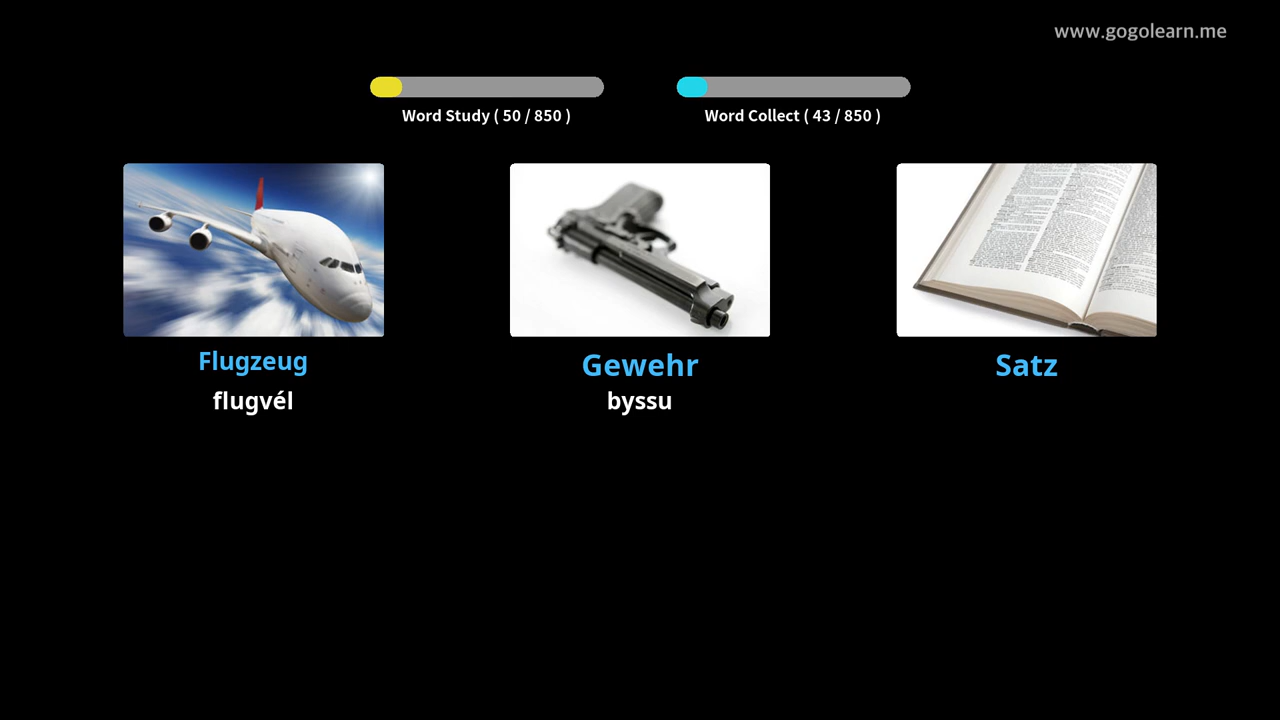 www.gogolearn.me
Word Study ( 50 / 850 )
Word Collect ( 43 / 850 )
Flugzeug
flugvél
Gewehr
byssu
Satz